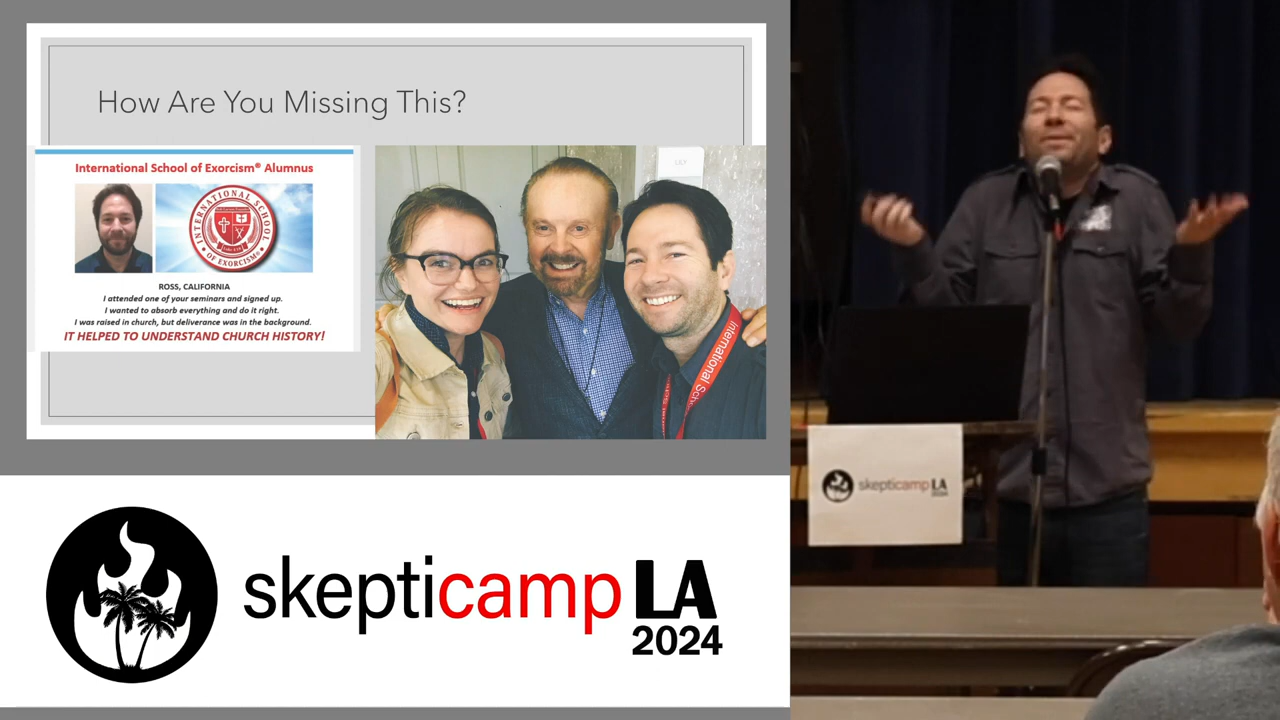 How Are You Missing This?
International School of Exorcism® Alumnus
INTERNATIONAL SCHOOL
OF EXORCISM
ROSS, CALIFORNIA
I attended one of your seminars and signed up.
I wanted to absorb everything and do it right.
I was raised in church, but deliverance was in the background.
IT HELPED TO UNDERSTAND CHURCH HISTORY!
LILY
International Sch
skepticamp LA
2024
skepticamp LA
2024